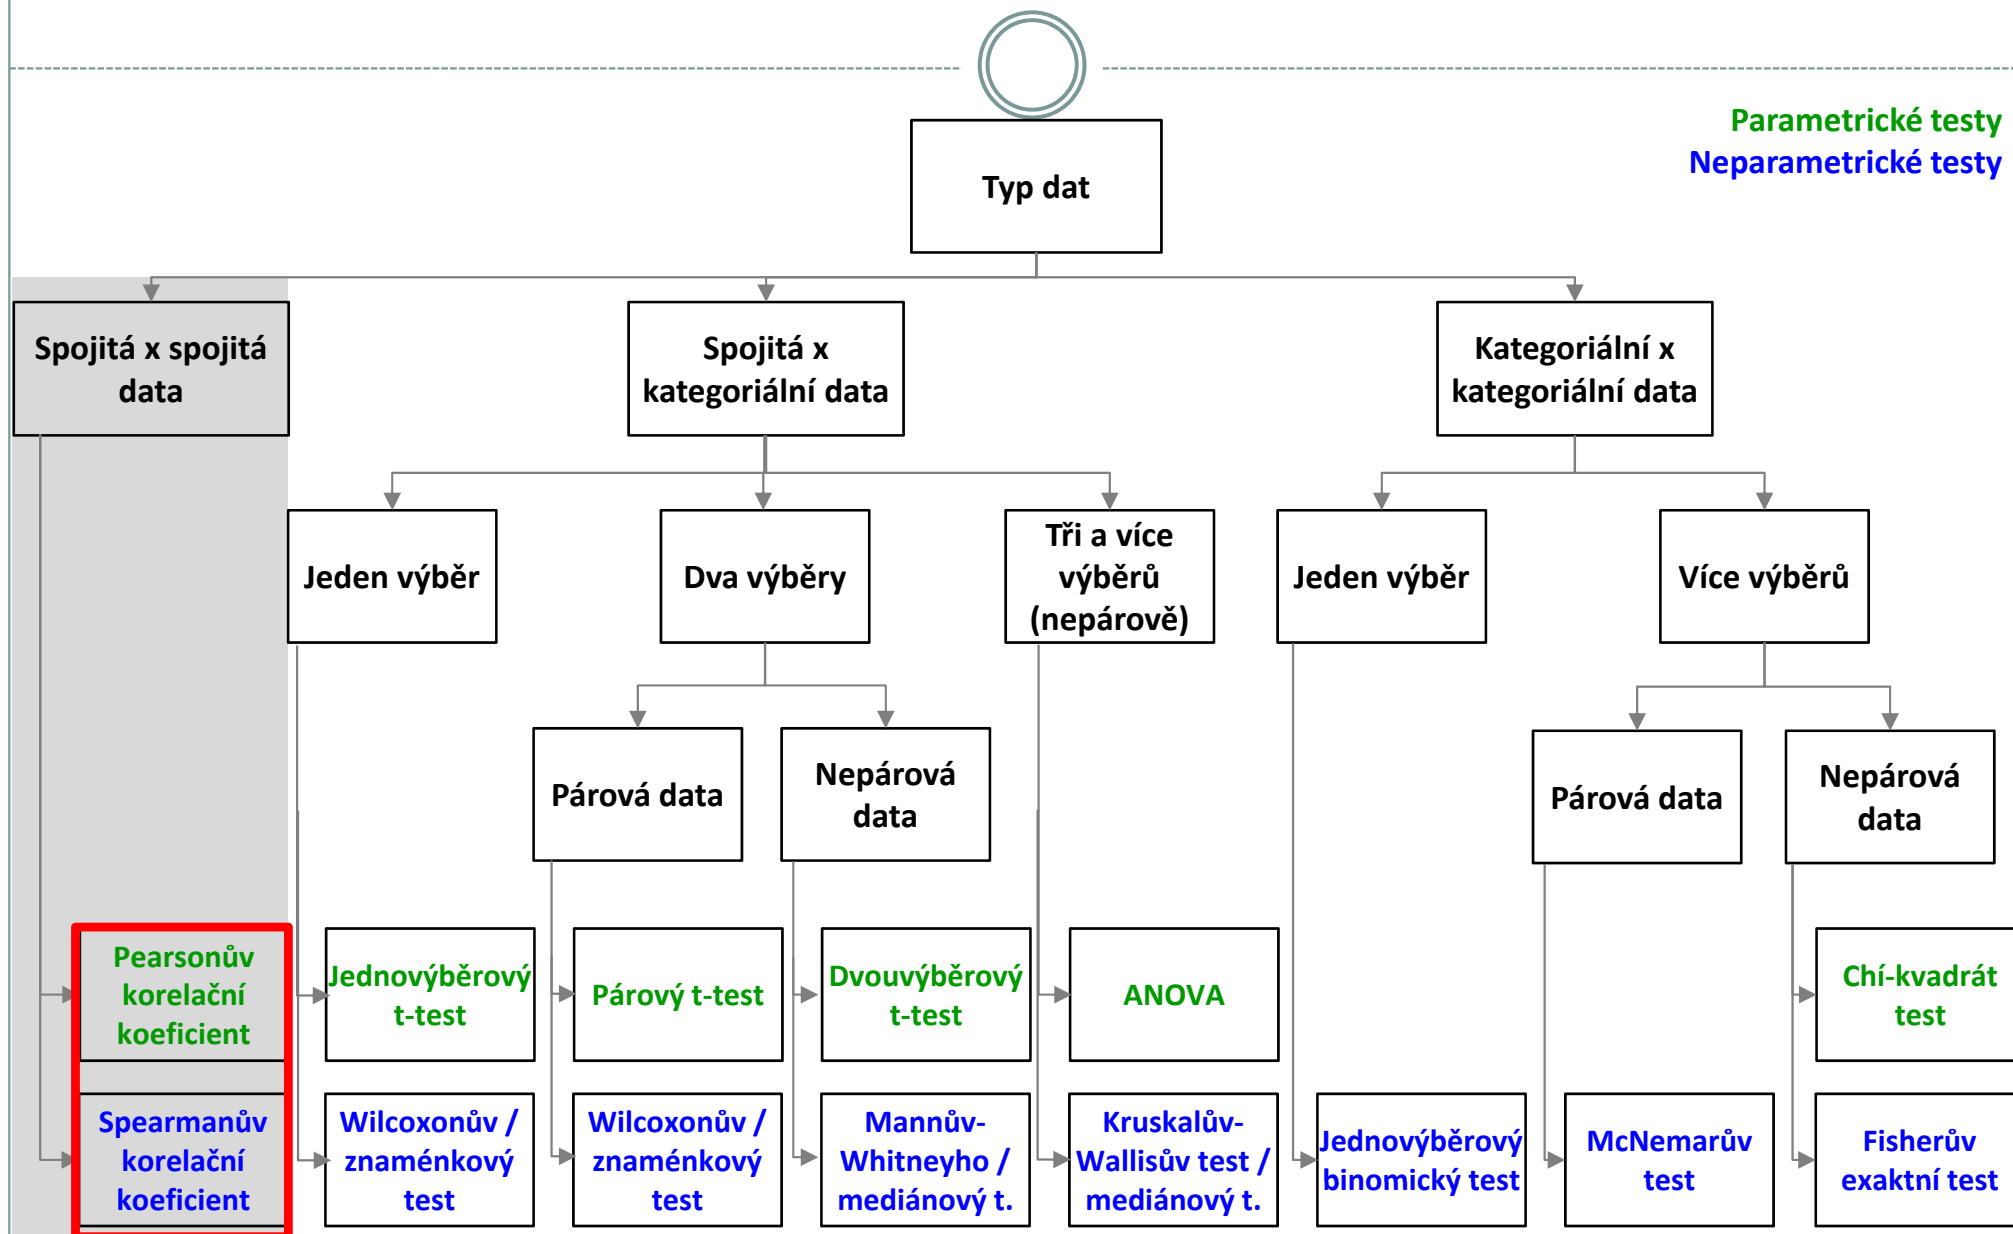 Parametrické testy
Neparametrické testy
Typ dat
Spojitá x spojitá
data
Spojitá x
kategoriální data
Kategoriální x
kategoriální data
Jeden výběr
Dva výběry
Tři a více
výběrů
(nepárově)
Jeden výběr
Více výběrů
Párová data
Nepárová
data
Párová data
Nepárová
data
Pearsonův
korelační
koeficient
Jednovýběrový
t-test
Párový t-test
Dvouvýběrový
t-test
ANOVA
Chí-kvadrát
test
Spearmanův
korelační
koeficient
Wilcoxonův /
znaménkový
test
Wilcoxonův /
znaménkový
test
Mannův-
Whitneyho /
mediánový t.
Kruskalův-
Wallisův test /
mediánový t.
Jednovýběrový
binomický test
McNemarův
test
Fisherův
exaktní test